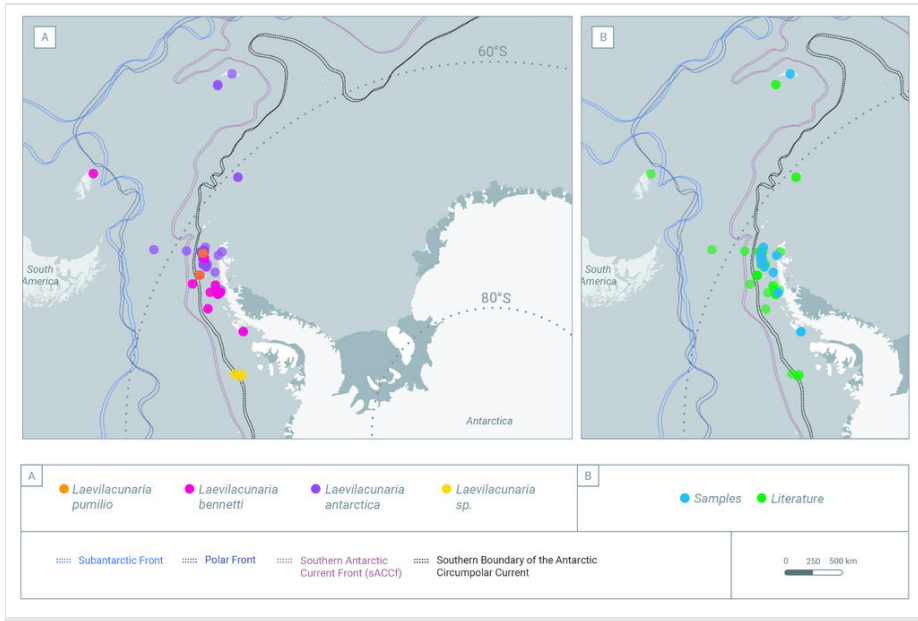 A
B
60°S
South
America
80°S
Antarctica
A
Laevilacunaria
pumilio
Laevilacunaria
bennetti
Laevilacunaria
antarctica
Laevilacunaria
sp.
B
Samples
Literature
Subantarctic Front
Polar Front
Southern Antarctic
Current Front (sACCf)
Southern Boundary of the Antarctic
Circumpolar Current
0 250 500 km
South
America